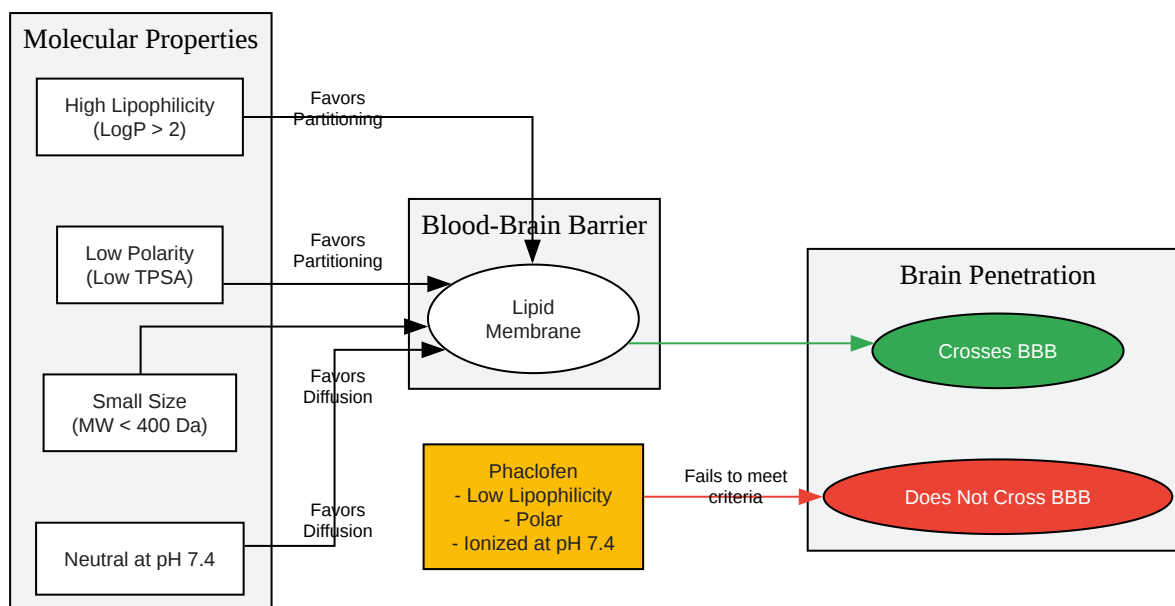 Molecular Properties
High Lipophilicity
(LogP > 2)
Favors
Partitioning
Low Polarity
(Low TPSA)
Favors
Partitioning
Small Size
(MW < 400 Da)
Favors
Diffusion
Neutral at pH 7.4
Favors
Diffusion
Blood-Brain Barrier
Lipid
Membrane
Phaclofen
- Low Lipophilicity
- Polar
- Ionized at pH 7.4
Fails to meet
criteria
Brain Penetration
Crosses BBB
Does Not Cross BBB